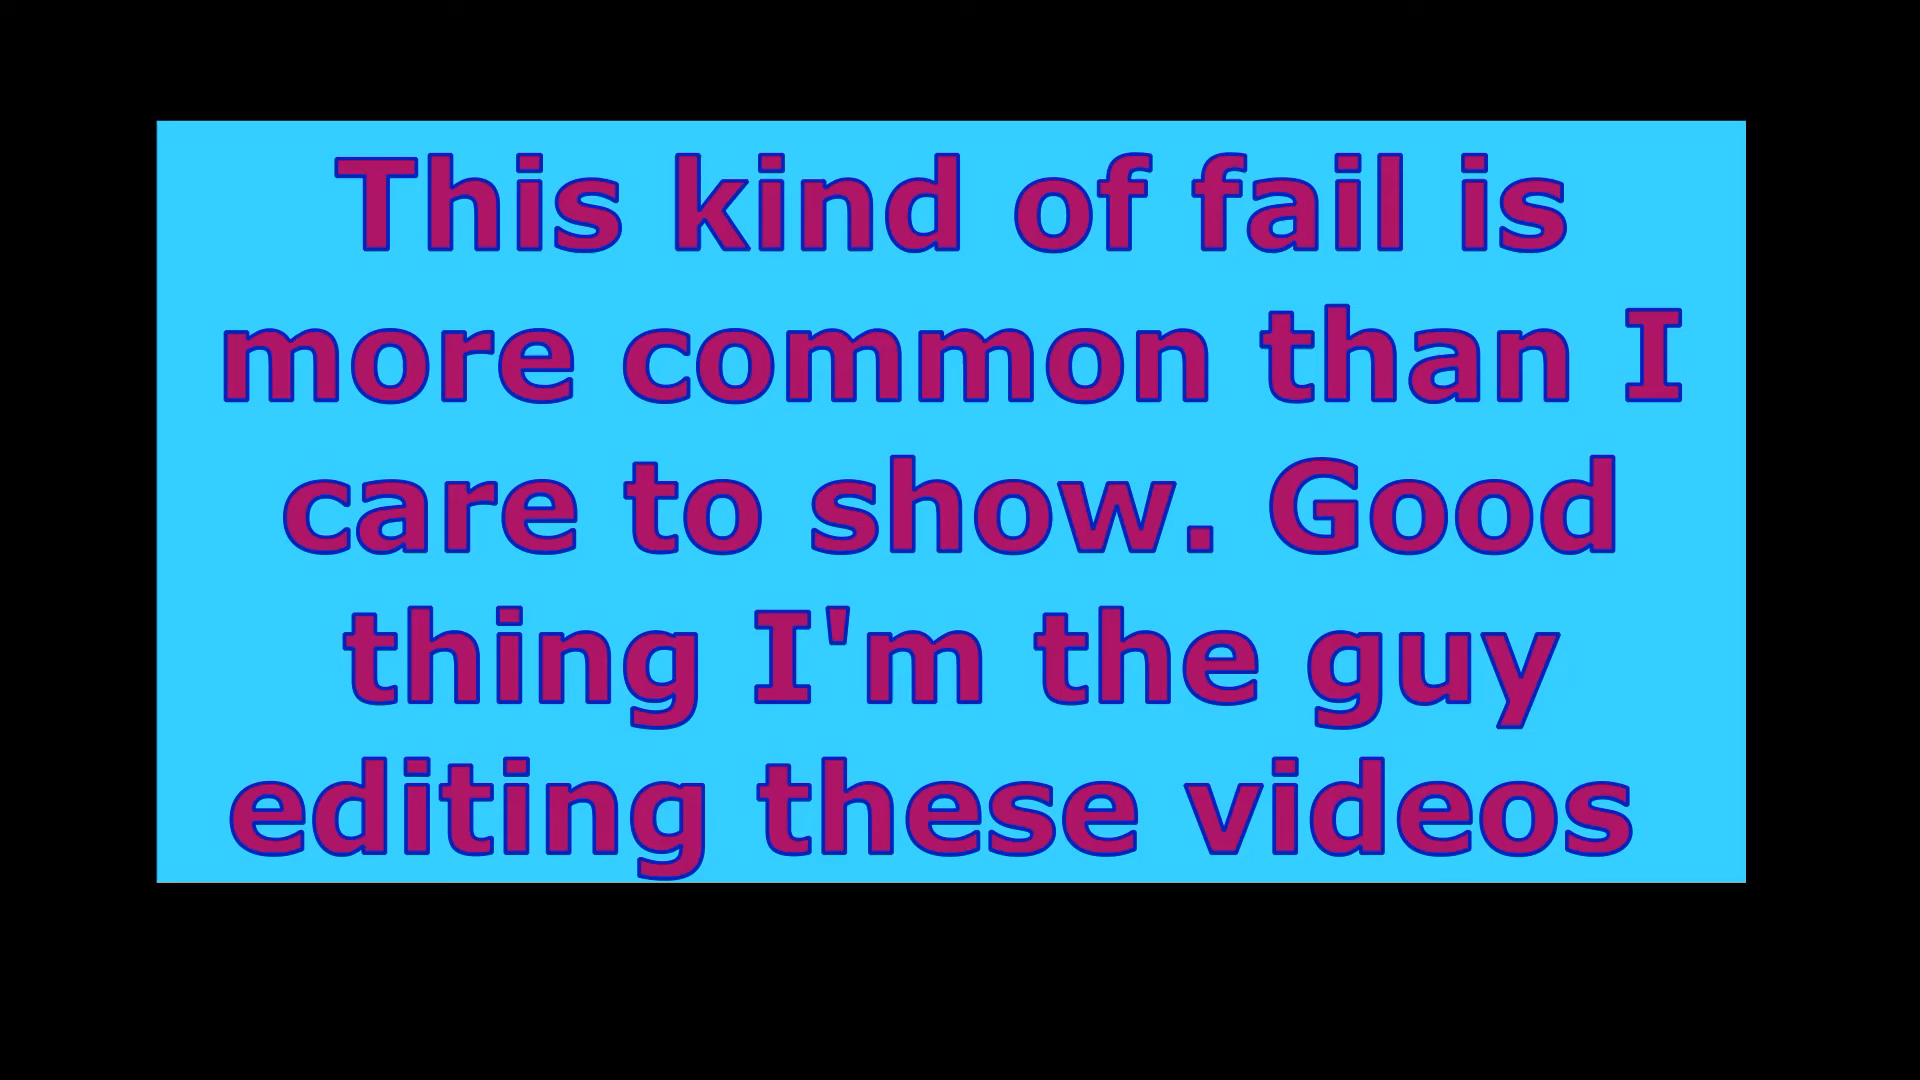 This kind of fail is
more common than I
care to show. Good
thing I'm the guy
editing these videos